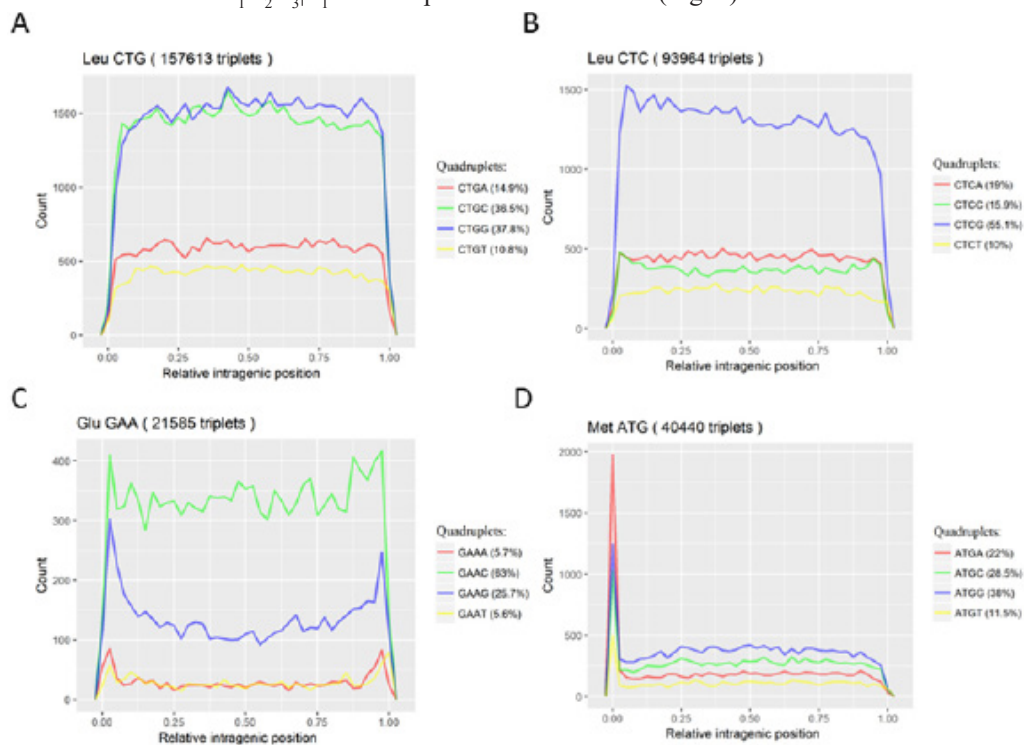 A
Leu CTG ( 157613 triplets )
1500
1000
500
0
Count
0.00 0.25 0.50 0.75 1.00
Relative intragenic position
Quadruplets:
CTGA (14.9%)
CTGC (36.5%)
CTGG (37.8%)
CTGT (10.8%)
B
Leu CTC ( 93964 triplets )
1500
1000
500
0
Count
0.00 0.25 0.50 0.75 1.00
Relative intragenic position
Quadruplets:
CTCA (19%)
CTCC (15.9%)
CTCG (55.1%)
CTCT (10%)
C
Glu GAA ( 21585 triplets )
400
300
200
100
0
Count
0.00 0.25 0.50 0.75 1.00
Relative intragenic position
Quadruplets:
GAAA (5.7%)
GAAC (63%)
GAAG (25.7%)
GAAT (5.6%)
D
Met ATG ( 40440 triplets )
2000
1500
1000
500
0
Count
0.00 0.25 0.50 0.75 1.00
Relative intragenic position
Quadruplets:
ATGA (22%)
ATGC (28.5%)
ATGG (38%)
ATGT (11.5%)